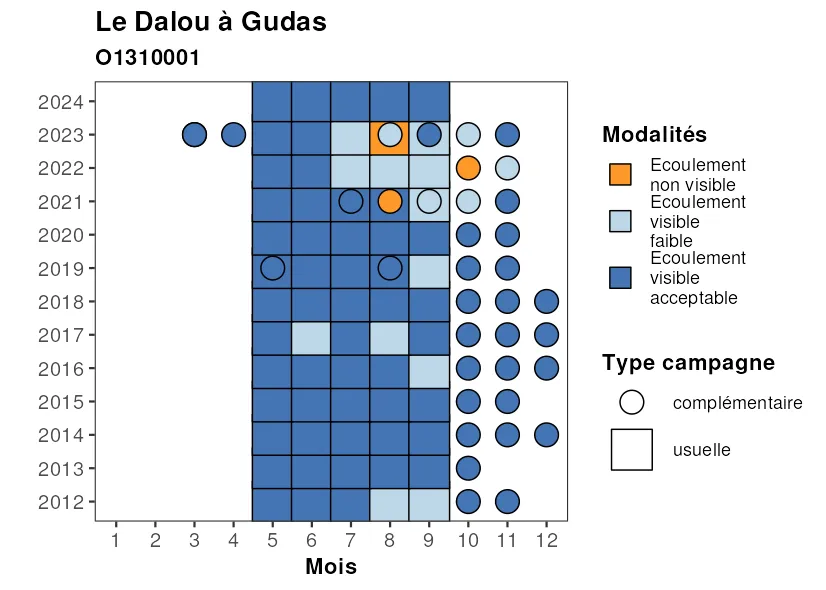 Le Dalou à Gudas
O1310001
2024
2023
2022
2021
2020
2019
2018
2017
2016
2015
2014
2013
2012
1 2 3 4 5 6 7 8 9 10 11 12
Mois
Modalités
Ecoulement
non visible
Ecoulement
visible
faible
Ecoulement
visible
acceptable
Type campagne
complémentaire
usuelle